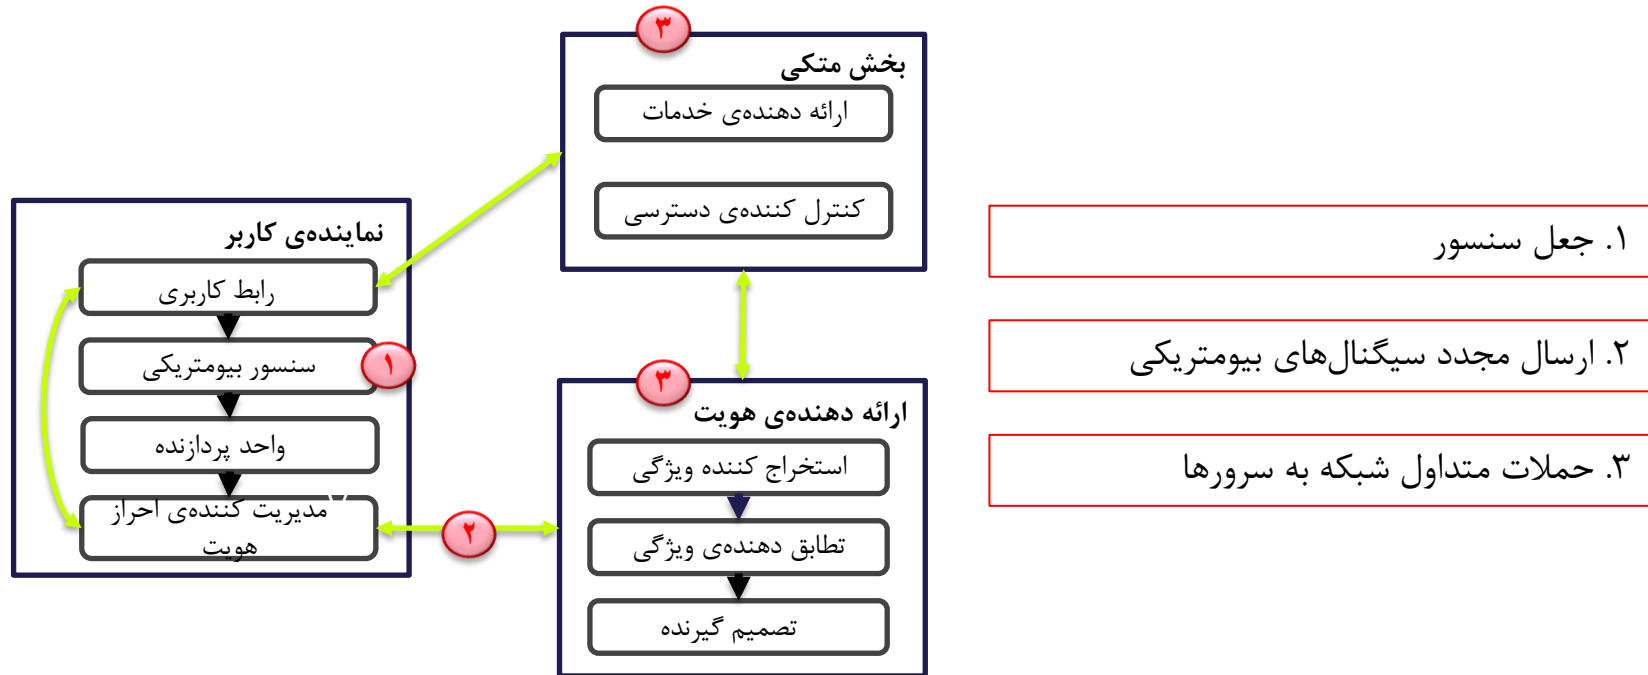 ۳
بخش متکی
ارائه دهنده‌ی خدمات
کنترل کننده‌ی دسترسی
نماینده‌ی کاربر
رابط کاربری
سنسور بیومتریکی
۱
واحد پردازنده
مدیریت کننده‌ی احراز
هویت
۲
۳
ارائه دهنده‌ی هویت
استخراج کننده ویژگی
تطابق دهنده‌ی ویژگی
تصمیم گیرنده
۱. جعل سنسور
۲. ارسال مجدد سیگنال‌های بیومتریکی
۳. حملات متداول شبکه به سرورها